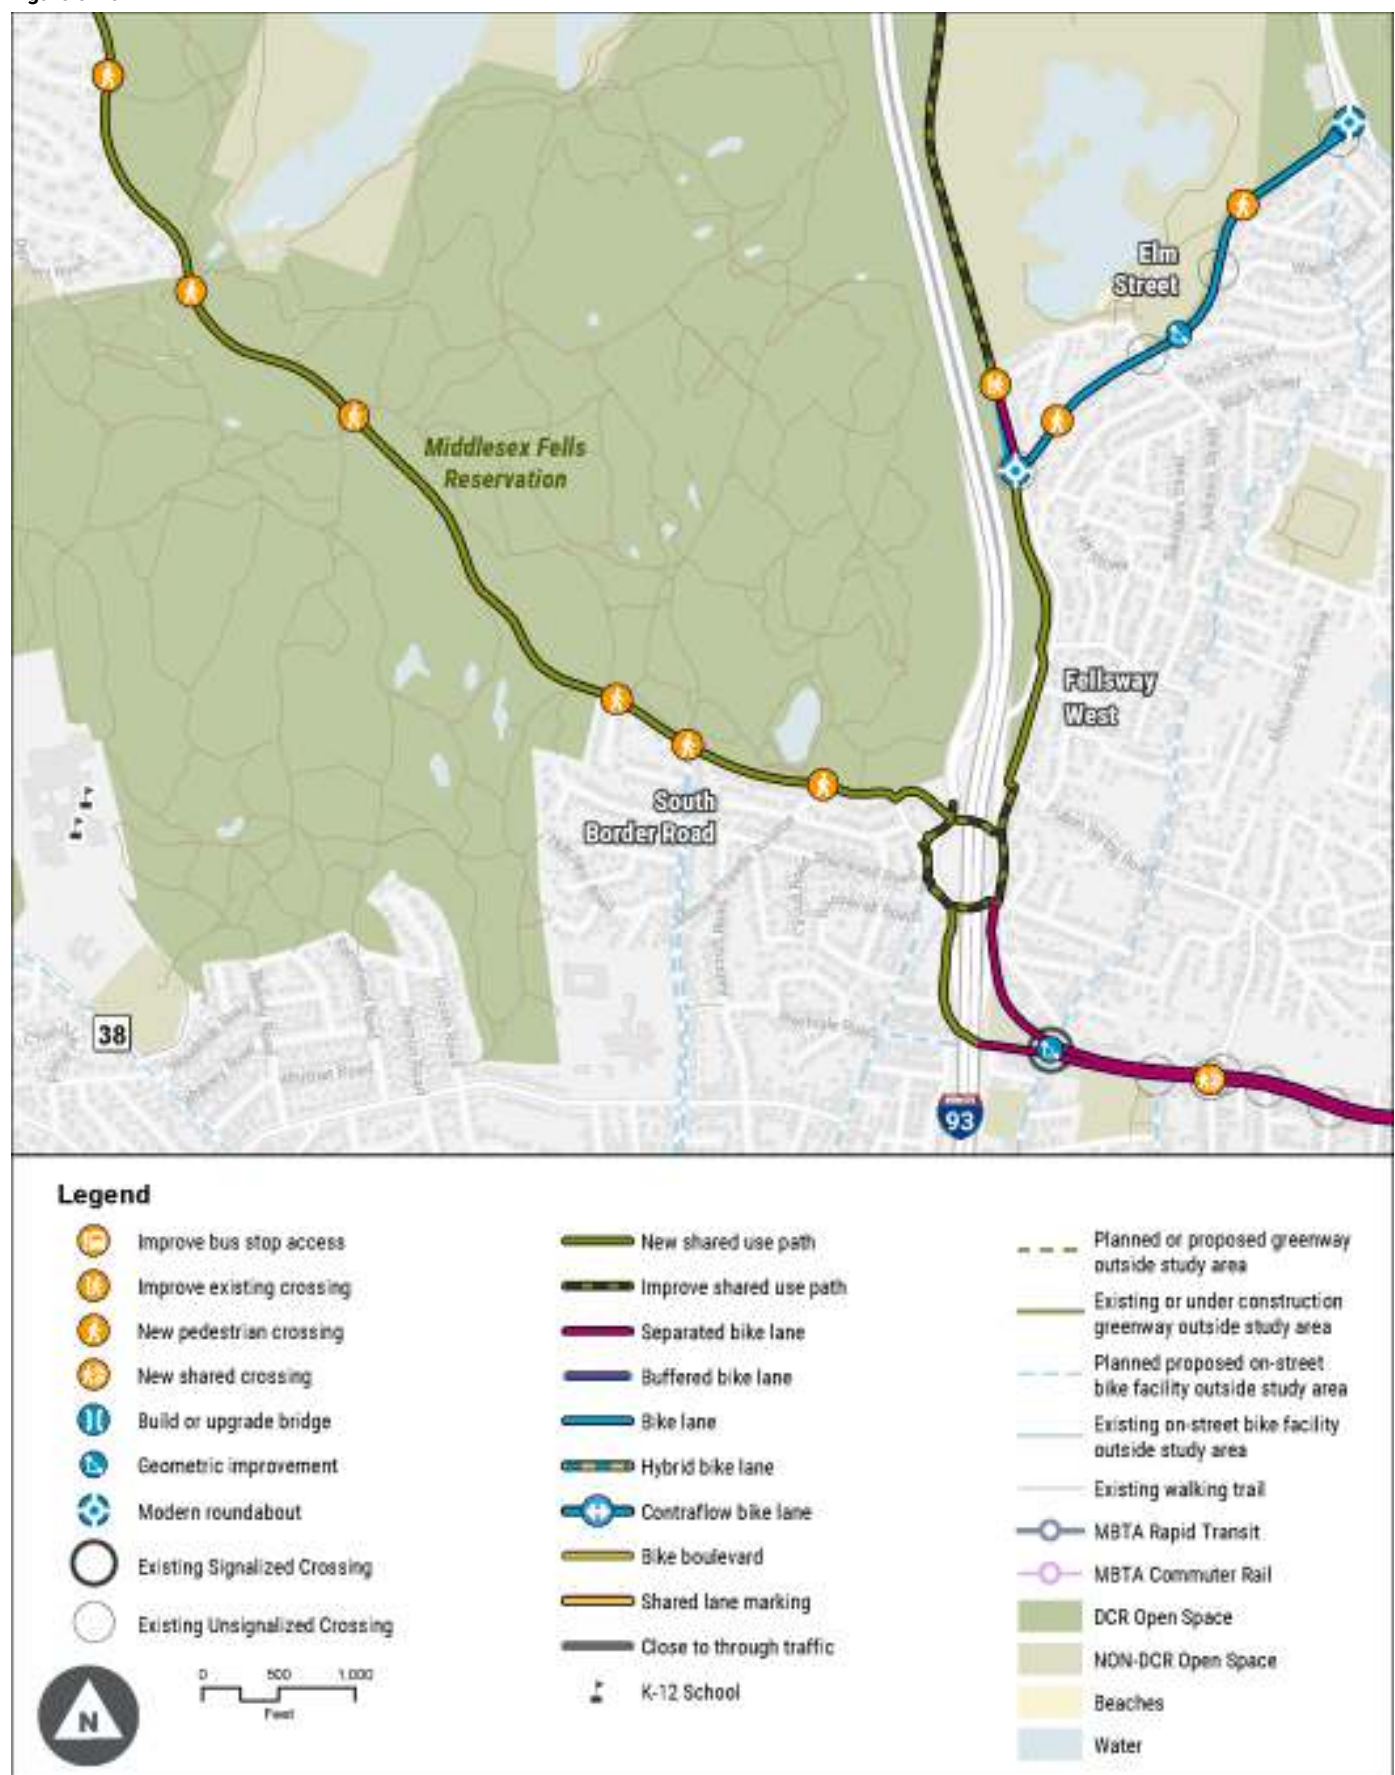 Elm
Street
Middlesex Fells
Reservation
Fellsway
West
South
Border Road
38
93
Legend
Improve bus stop access
Improve existing crossing
New pedestrian crossing
New shared crossing
Build or upgrade bridge
Geometric improvement
Modern roundabout
Existing Signalized Crossing
Existing Unsignalized Crossing
N
0 500 1,000
Feet
New shared use path
Improve shared use path
Separated bike lane
Buffered bike lane
Bike lane
Hybrid bike lane
Contraflow bike lane
Bike boulevard
Shared lane marking
Close to through traffic
K-12 School
Planned or proposed greenway
outside study area
Existing or under construction
greenway outside study area
Planned proposed on-street
bike facility outside study area
Existing on-street bike facility
outside study area
Existing walking trail
MBTA Rapid Transit
MBTA Commuter Rail
DCR Open Space
NON-DCR Open Space
Beaches
Water